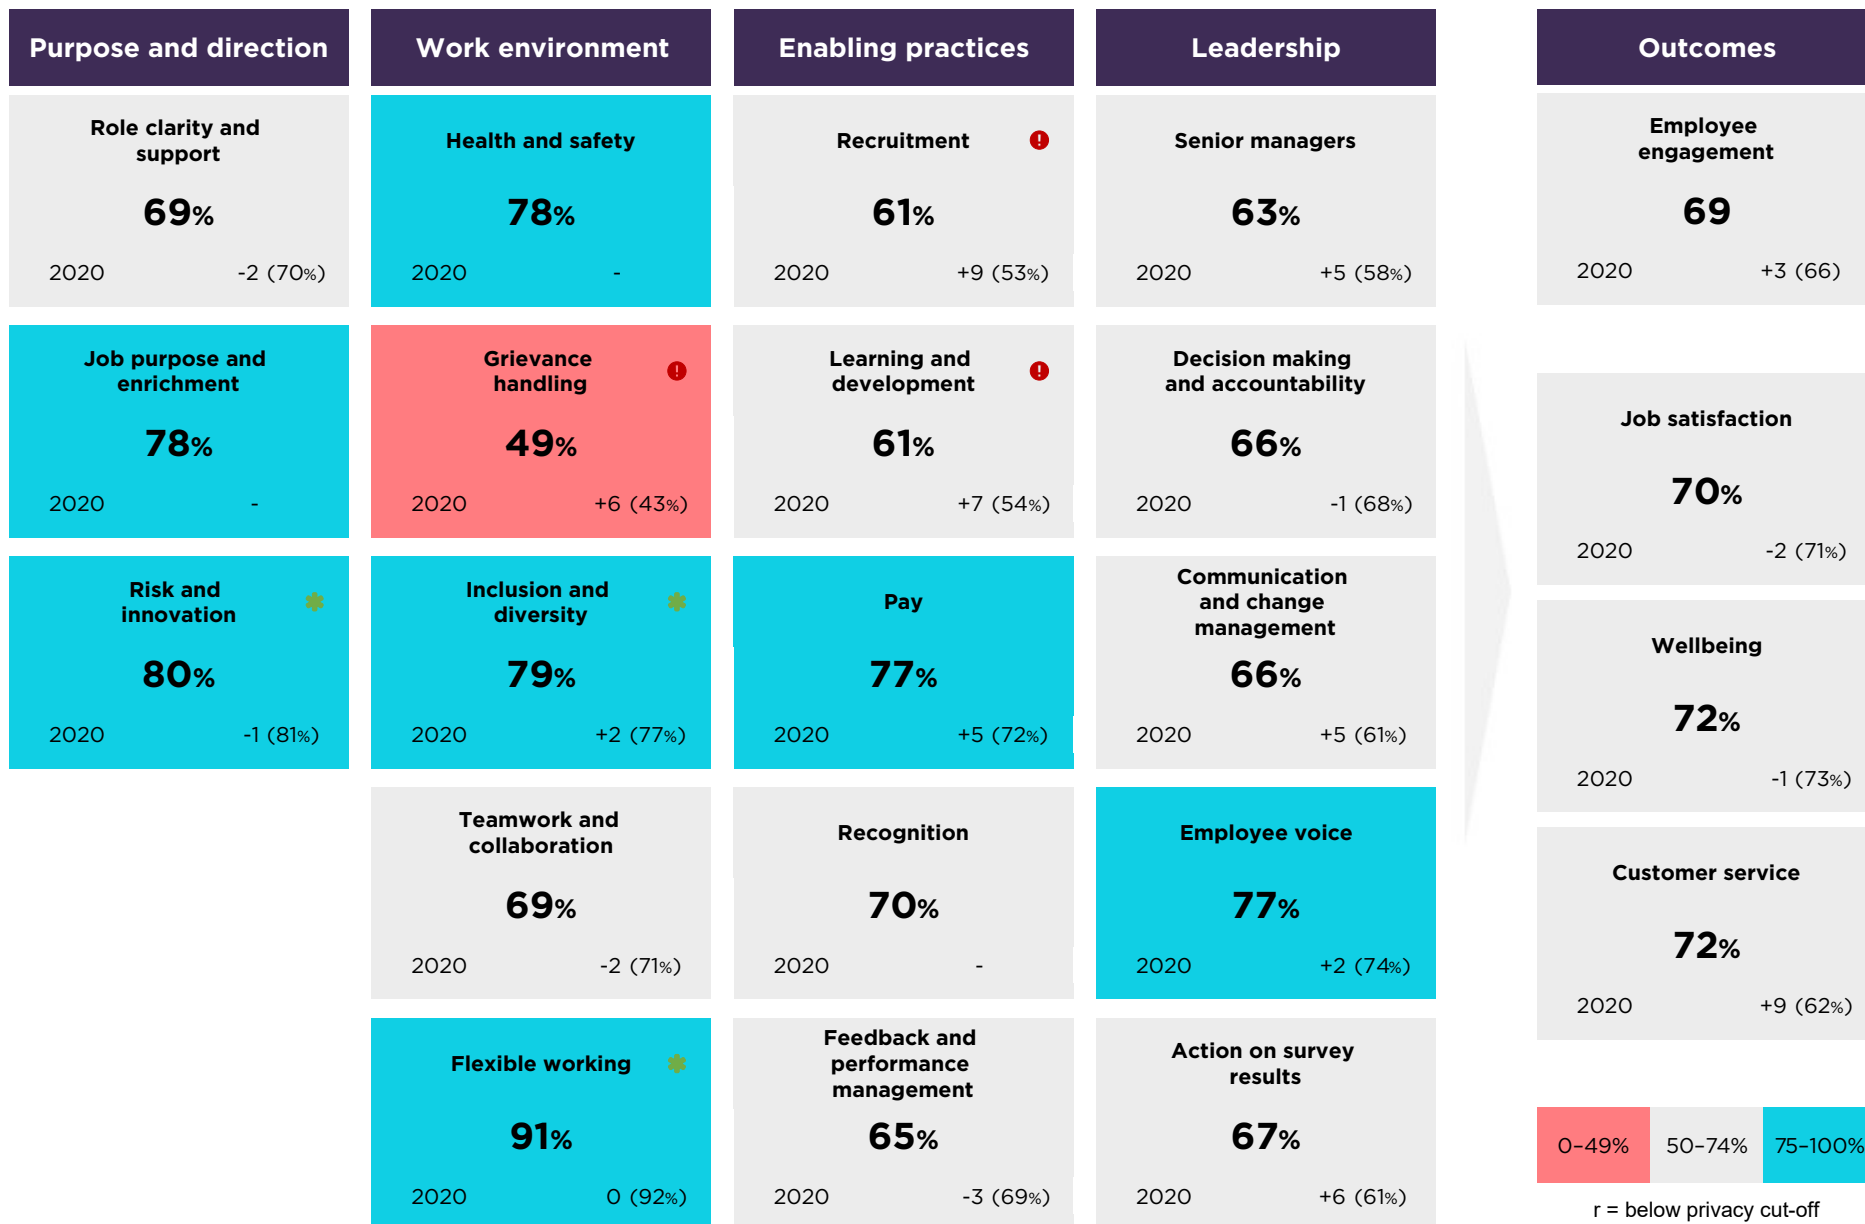 Purpose and direction
Role clarity and
support
69%
2020 -2 (70%)
Job purpose and
enrichment
78%
2020 -
Risk and
innovation
80%
2020 -1 (81%)
Work environment
Health and safety
78%
2020 -
Grievance
handling
49%
2020 +6 (43%)
Inclusion and
diversity
79%
2020 +2 (77%)
Teamwork and
collaboration
69%
2020 -2 (71%)
Flexible working
91%
2020 0 (92%)
Enabling practices
Recruitment
61%
2020 +9 (53%)
Learning and
development
61%
2020 +7 (54%)
Pay
77%
2020 +5 (72%)
Recognition
70%
2020 -
Feedback and
performance
management
65%
2020 -3 (69%)
Leadership
Senior managers
63%
2020 +5 (58%)
Decision making
and accountability
66%
2020 -1 (68%)
Communication
and change
management
66%
2020 +5 (61%)
Employee voice
77%
2020 +2 (74%)
Action on survey
results
67%
2020 +6 (61%)
Outcomes
Employee
engagement
69
2020 +3 (66)
Job satisfaction
70%
2020 -2 (71%)
Wellbeing
72%
2020 -1 (73%)
Customer service
72%
2020 +9 (62%)
0–49% 50–74% 75–100%
r = below privacy cut-off